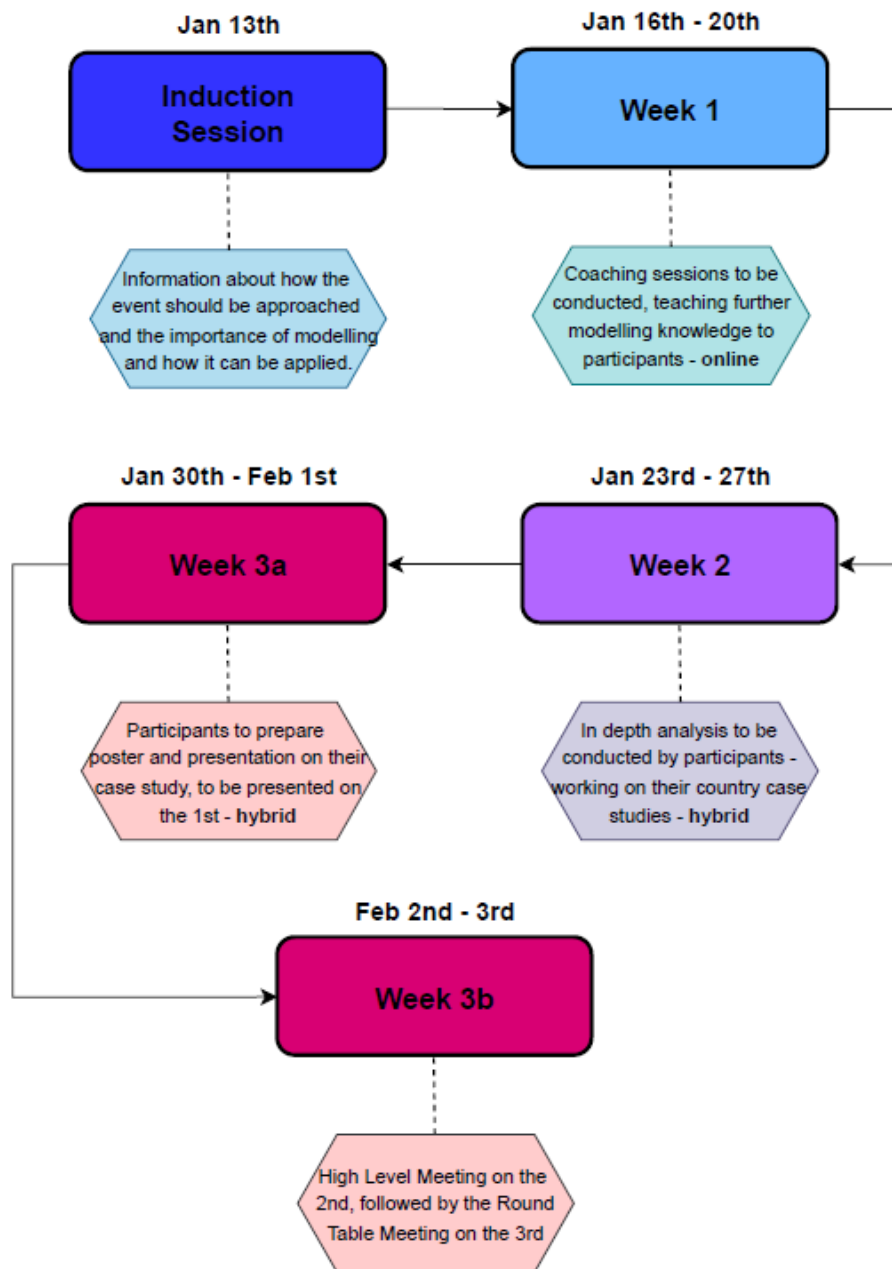 Jan 13th
Induction
Session
Information about how the
event should be approached
and the importance of modelling
and how it can be applied.
Jan 16th - 20th
Week 1
Coaching sessions to be
conducted, teaching further
modelling knowledge to
participants - online
Jan 23rd - 27th
Week 2
In depth analysis to be
conducted by participants -
working on their country case
studies - hybrid
Jan 30th - Feb 1st
Week 3a
Participants to prepare
poster and presentation on their
case study, to be presented on
the 1st - hybrid
Feb 2nd - 3rd
Week 3b
High Level Meeting on the
2nd, followed by the Round
Table Meeting on the 3rd